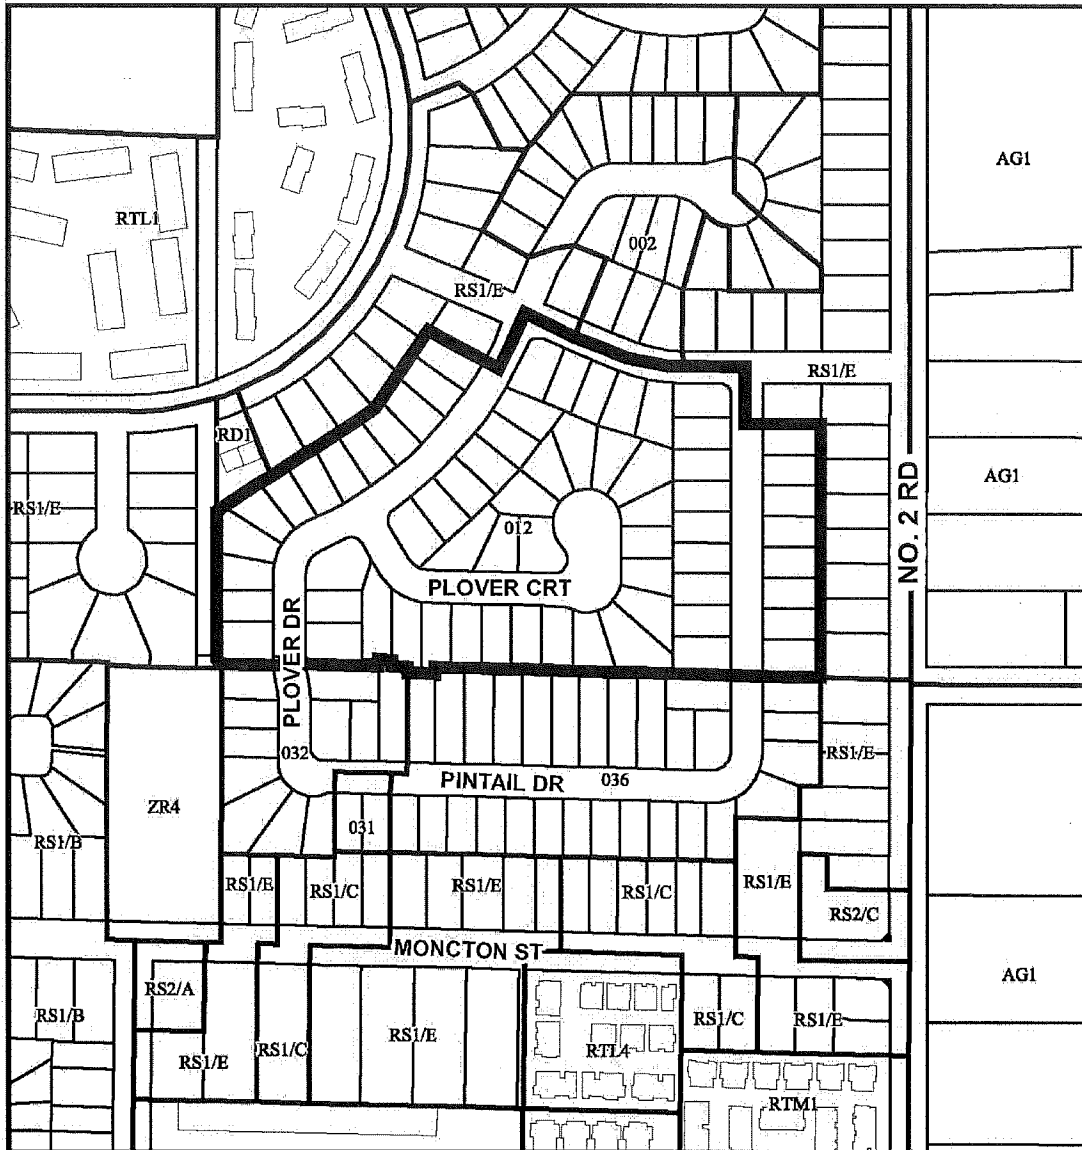 AG1
RTL1
002
RS1/E
RS1/E
RD1
AG1
RS1/E
NO. 2 RD
012
PLOVER CRT
PLOVER DR
032
RS1/E
PINTAIL DR
036
ZR4
031
RS1/B
RS1/E
RS1/C
RS1/E
RS1/C
RS1/E
RS2/C
MONCTON ST
AG1
RS2/A
RS1/B
RS1/C
RS1/E
RS1/E
RS1/E
RS1/C
RTL4
RTM1